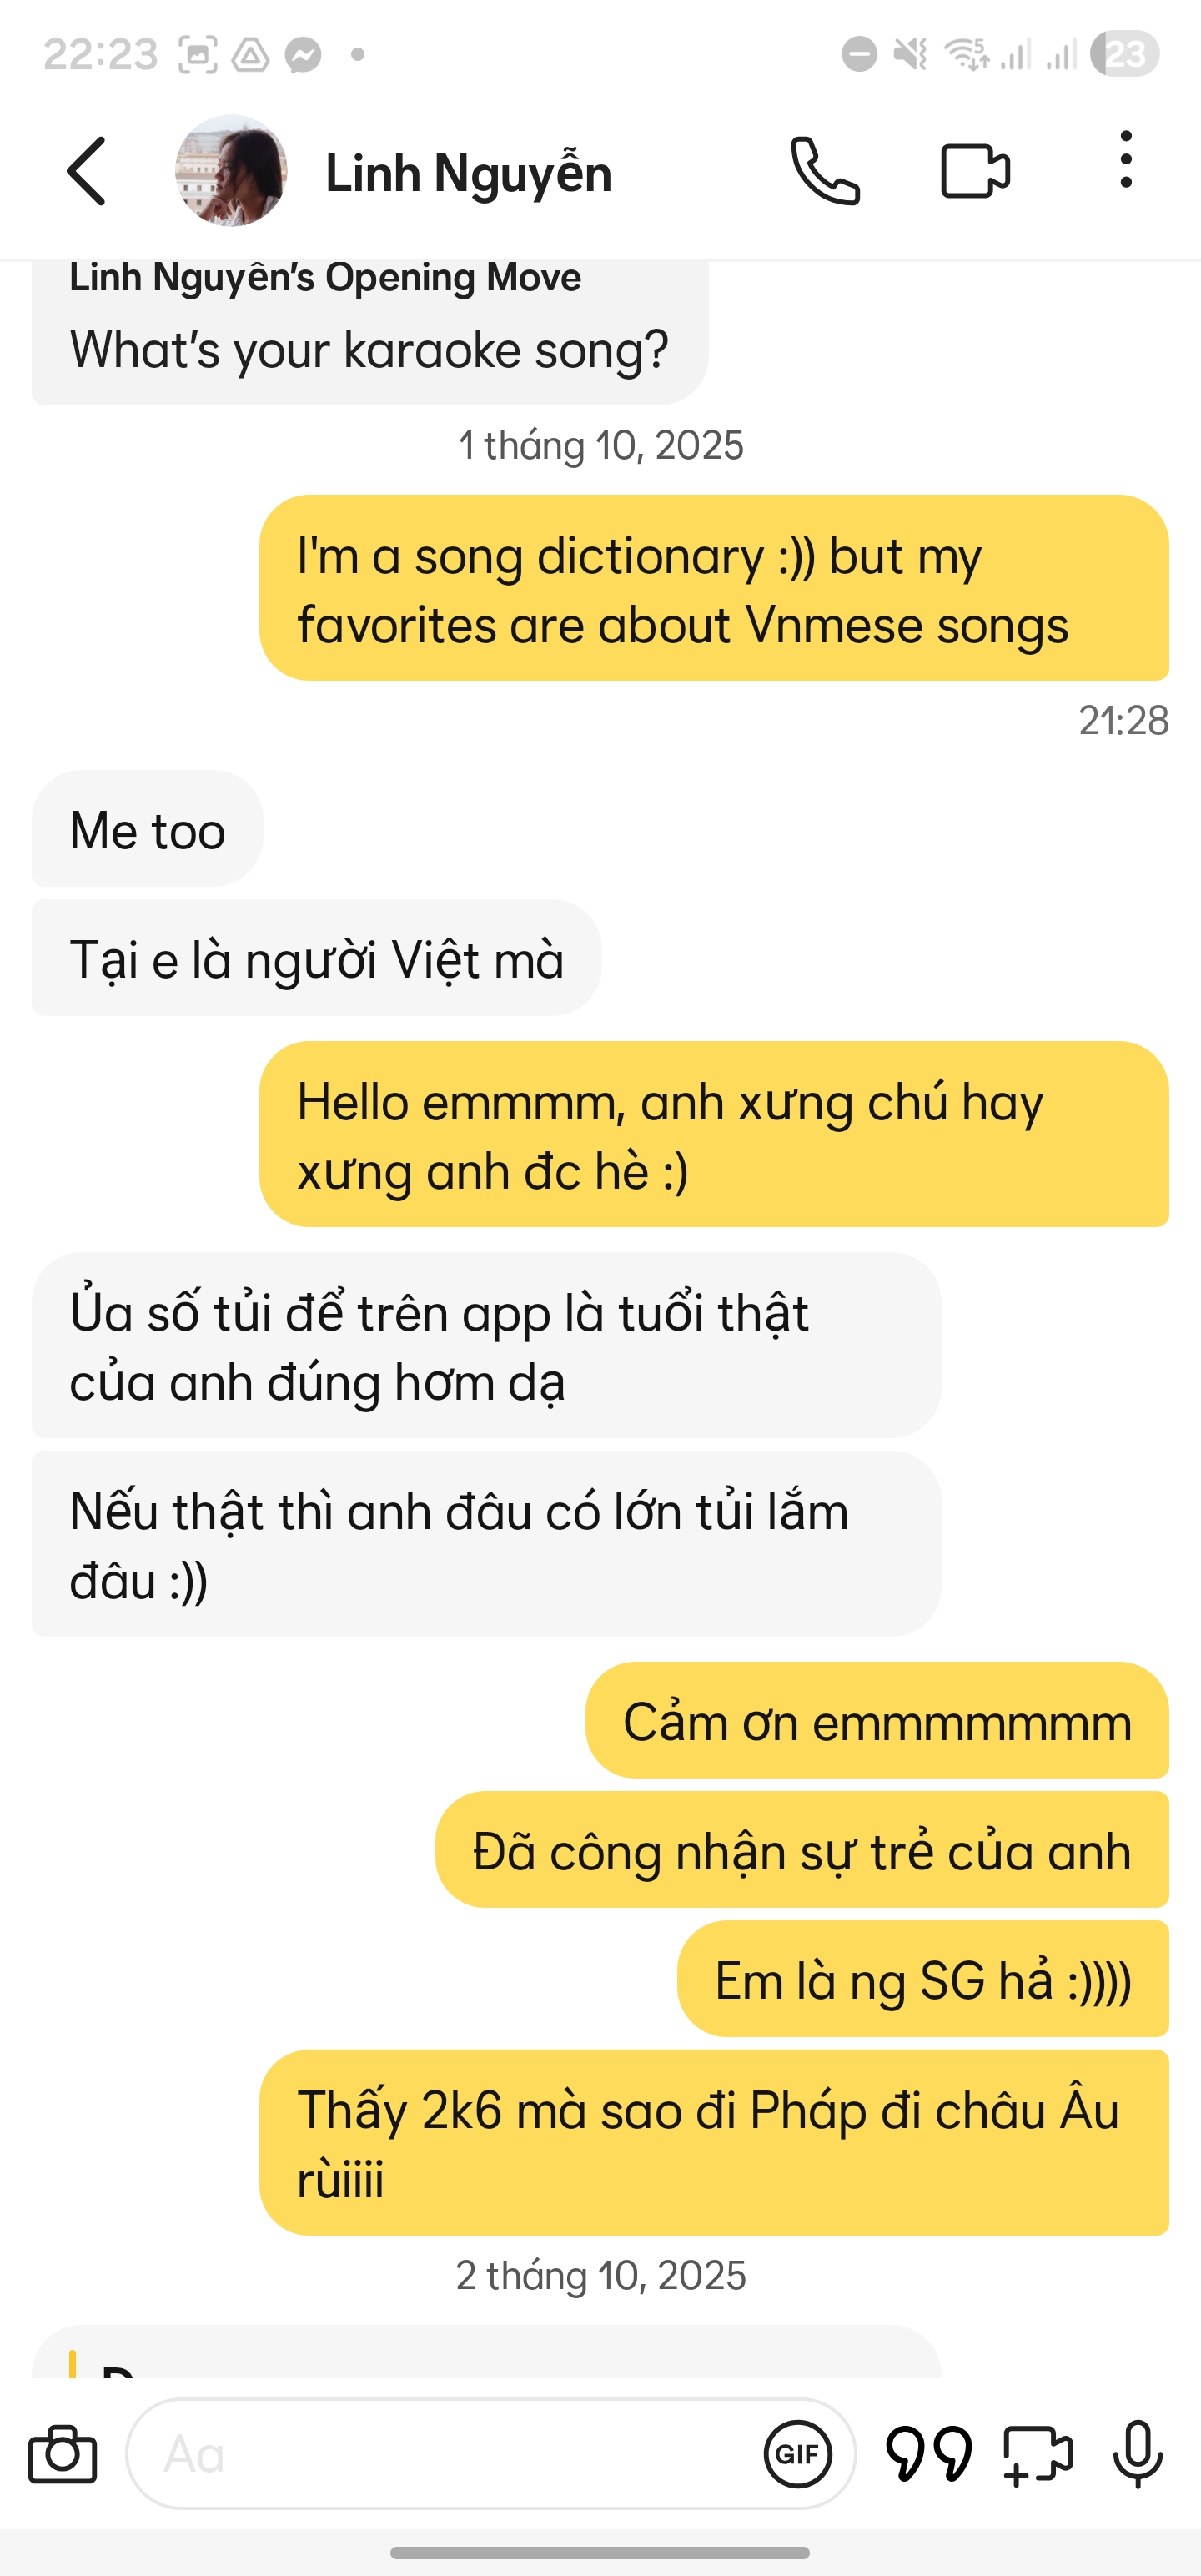 22:23
5
23
Linh Nguyễn
Linh Nguyễn's Opening Move
What's your karaoke song?
1 tháng 10, 2025
I'm a song dictionary :)) but my
favorites are about Vnmese songs
21:28
Me too
Tại e là người Việt mà
Hello emmmm, anh xưng chú hay
xưng anh đc hè :)
Ủa số tủi để trên app là tuổi thật
của anh đúng hơm dạ
Nếu thật thì anh đâu có lớn tủi lắm
đâu :))
Cảm ơn emmmmmmm
Đã công nhận sự trẻ của anh
Em là ng SG hả :))))
Thấy 2k6 mà sao đi Pháp đi châu Âu
rùiiii
2 tháng 10, 2025
Aa
GIF